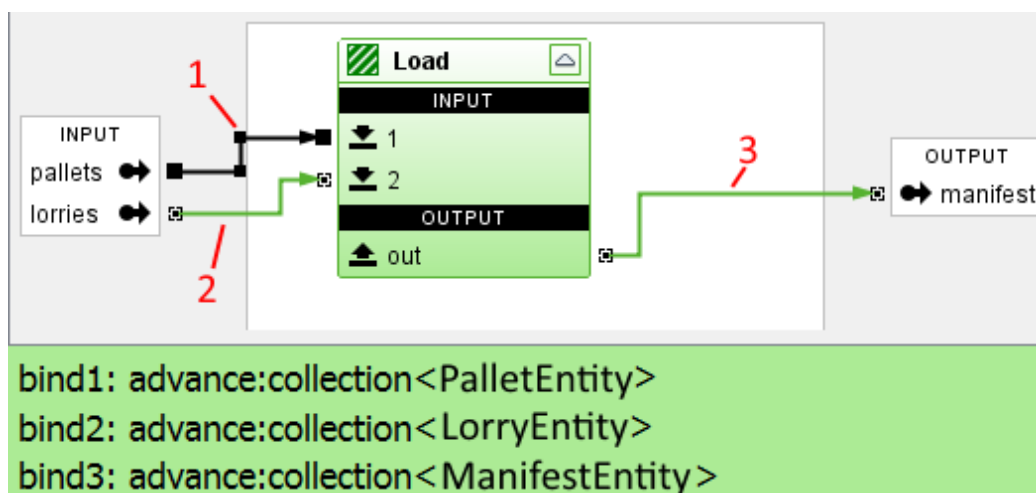 Load
1
INPUT
INPUT
1
pallets
3
OUTPUT
2
manifest
lorries
OUTPUT
2
out
bind1: advance:collection<PalletEntity>
bind2: advance:collection<LorryEntity>
bind3: advance:collection<ManifestEntity>